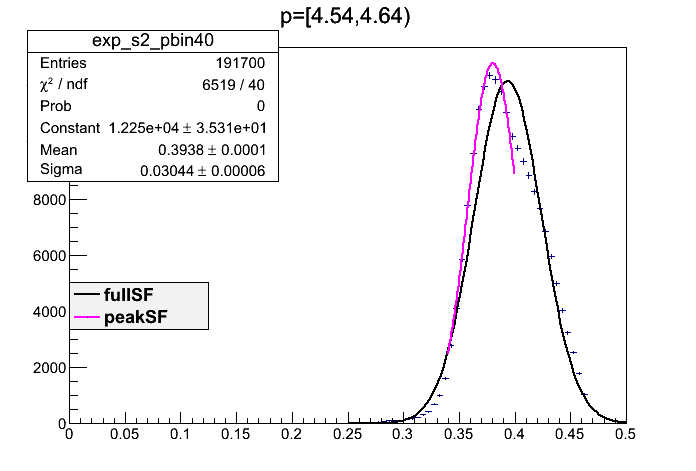 p=[4.54,4.64)
exp_s2_pbin40
Entries 191700
χ² / ndf 6519 / 40
Prob 0
Constant 1.225e+04 ± 3.531e+01
Mean 0.3938 ± 0.0001
Sigma 0.03044 ± 0.00006
8000
6000
fullSF
4000
peakSF
2000
0
0 0.05 0.1 0.15 0.2 0.25 0.3 0.35 0.4 0.45 0.5